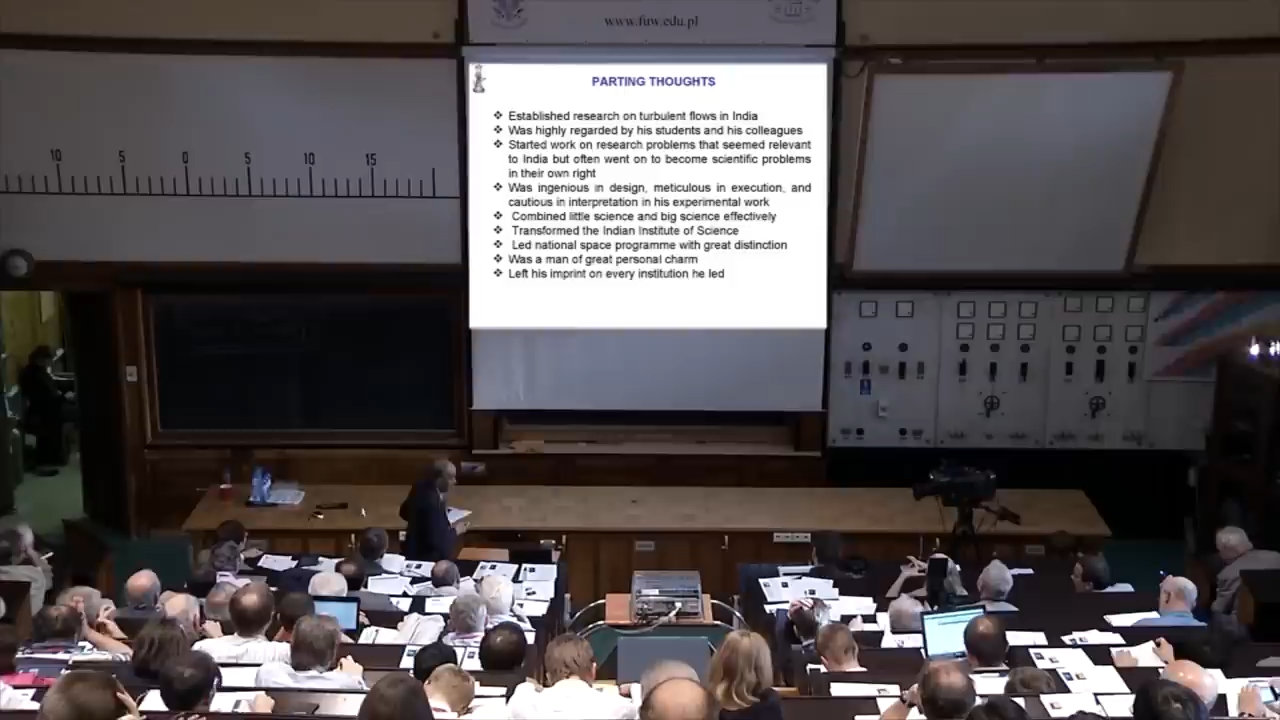 www.fuw.edu.pl
PARTING THOUGHTS
❖ Established research on turbulent flows in India
❖ Was highly regarded by his students and his colleagues
❖ Started work on research problems that seemed relevant
to India but often went on to become scientific problems
in their own right
❖ Was ingenious in design, meticulous in execution, and
cautious in interpretation in his experimental work
❖ Combined little science and big science effectively
❖ Transformed the Indian Institute of Science
❖ Led national space programme with great distinction
❖ Was a man of great personal charm
❖ Left his imprint on every institution he led
10 5 0 5 10 15